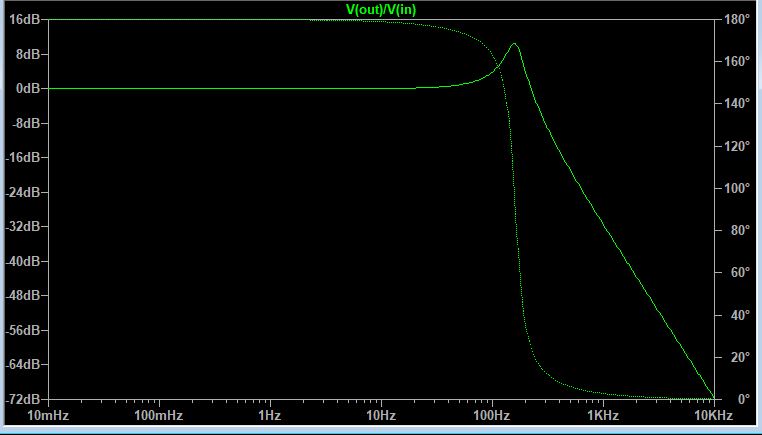 V(out)/V(in)
16dB 180°
8dB 160°
0dB 140°
-8dB 120°
-16dB 100°
-24dB 80°
-32dB 60°
-40dB 40°
-48dB 20°
-56dB 0°
-64dB
-72dB
10mHz 100mHz 1Hz 10Hz 100Hz 1KHz 10KHz